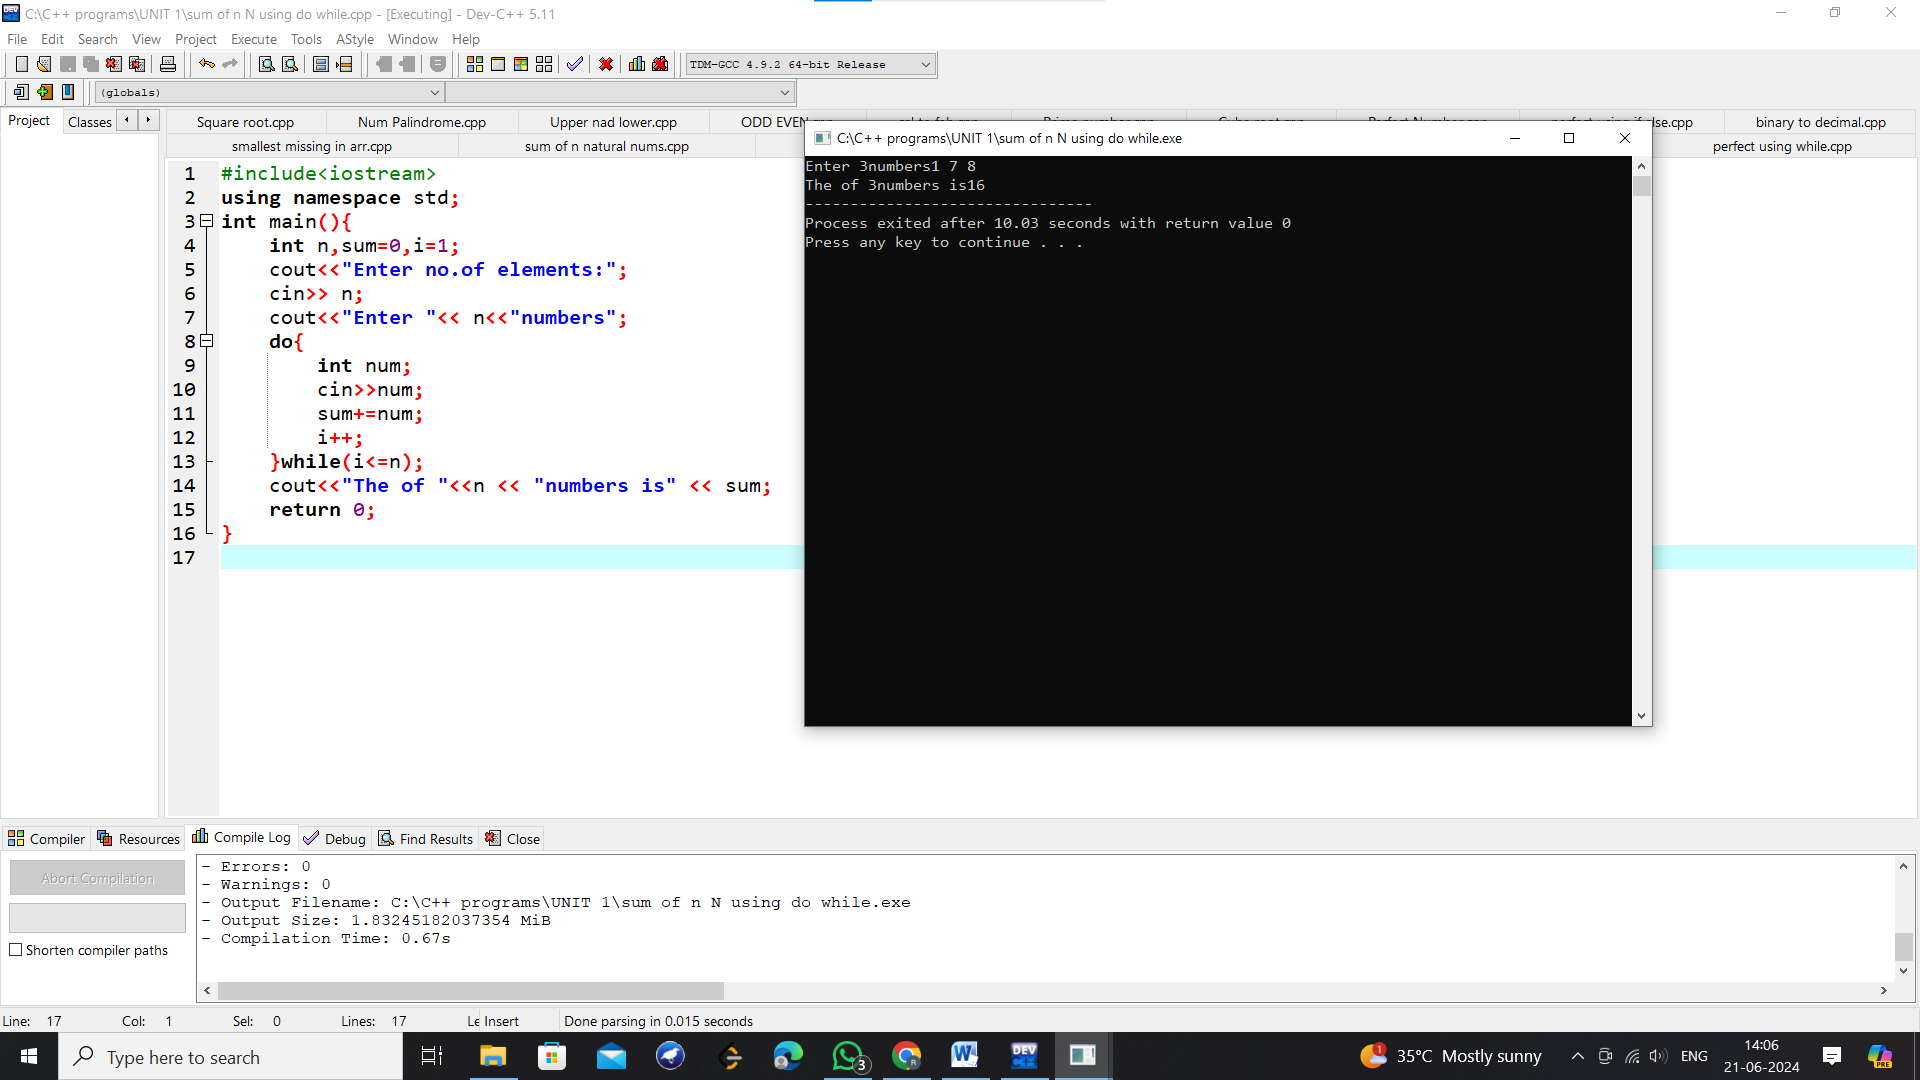 C:\C++ programs\UNIT 1\sum of n N using do while.cpp - [Executing] - Dev-C++ 5.11
File Edit Search View Project Execute Tools AStyle Window Help
TDM-GCC 4.9.2 64-bit Release
(globals)
Project Classes
Square root.cpp Num Palindrome.cpp Upper nad lower.cpp ODD EVEN.cpp binary to decimal.cpp
smallest missing in arr.cpp sum of n natural nums.cpp perfect using while.cpp
1 #include<iostream>
2 using namespace std;
3 int main(){
4 int n,sum=0,i=1;
5 cout<<"Enter no.of elements:";
6 cin>> n;
7 cout<<"Enter "<< n<<"numbers";
8 do{
9 int num;
10 cin>>num;
11 sum+=num;
12 i++;
13 }while(i<=n);
14 cout<<"The of "<<n << "numbers is" << sum;
15 return 0;
16 }
17
C:\C++ programs\UNIT 1\sum of n N using do while.exe
Enter 3numbers1 7 8
The of 3numbers is16
--------------------------------
Process exited after 10.03 seconds with return value 0
Press any key to continue . . .
Compiler Resources Compile Log Debug Find Results Close
Abort Compilation
Shorten compiler paths
- Errors: 0
- Warnings: 0
- Output Filename: C:\C++ programs\UNIT 1\sum of n N using do while.exe
- Output Size: 1.83245182037354 MiB
- Compilation Time: 0.67s
Line: 17 Col: 1 Sel: 0 Lines: 17 Le Insert Done parsing in 0.015 seconds
Type here to search
3
DEV C++
1
35°C Mostly sunny
ENG
14:06
21-06-2024
PRE